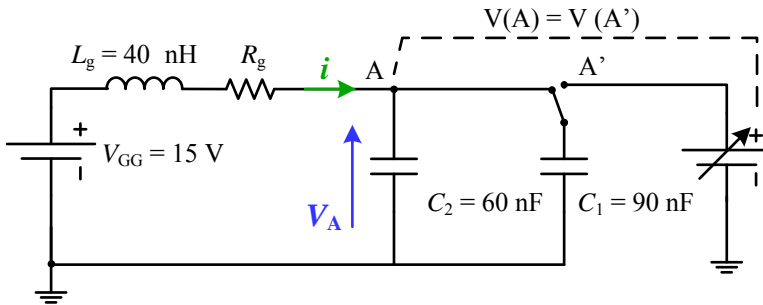 V(A) = V (A’)
L_g = 40 nH
R_g
i
A
A’
+
V_GG = 15 V
V_A
C_2 = 60 nF
C_1 = 90 nF
+